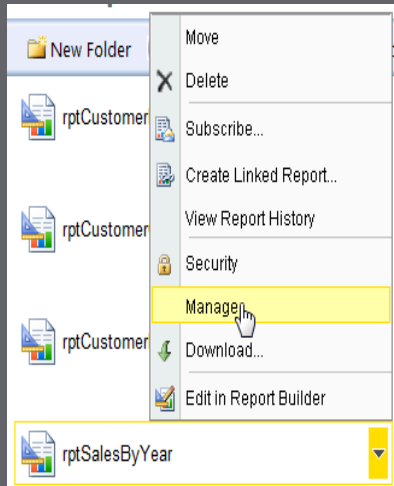 New Folder
Move
Delete
rptCustomer
Subscribe...
Create Linked Report...
View Report History
rptCustomer
Security
Manage
rptCustomer
Download...
Edit in Report Builder
rptSalesByYear